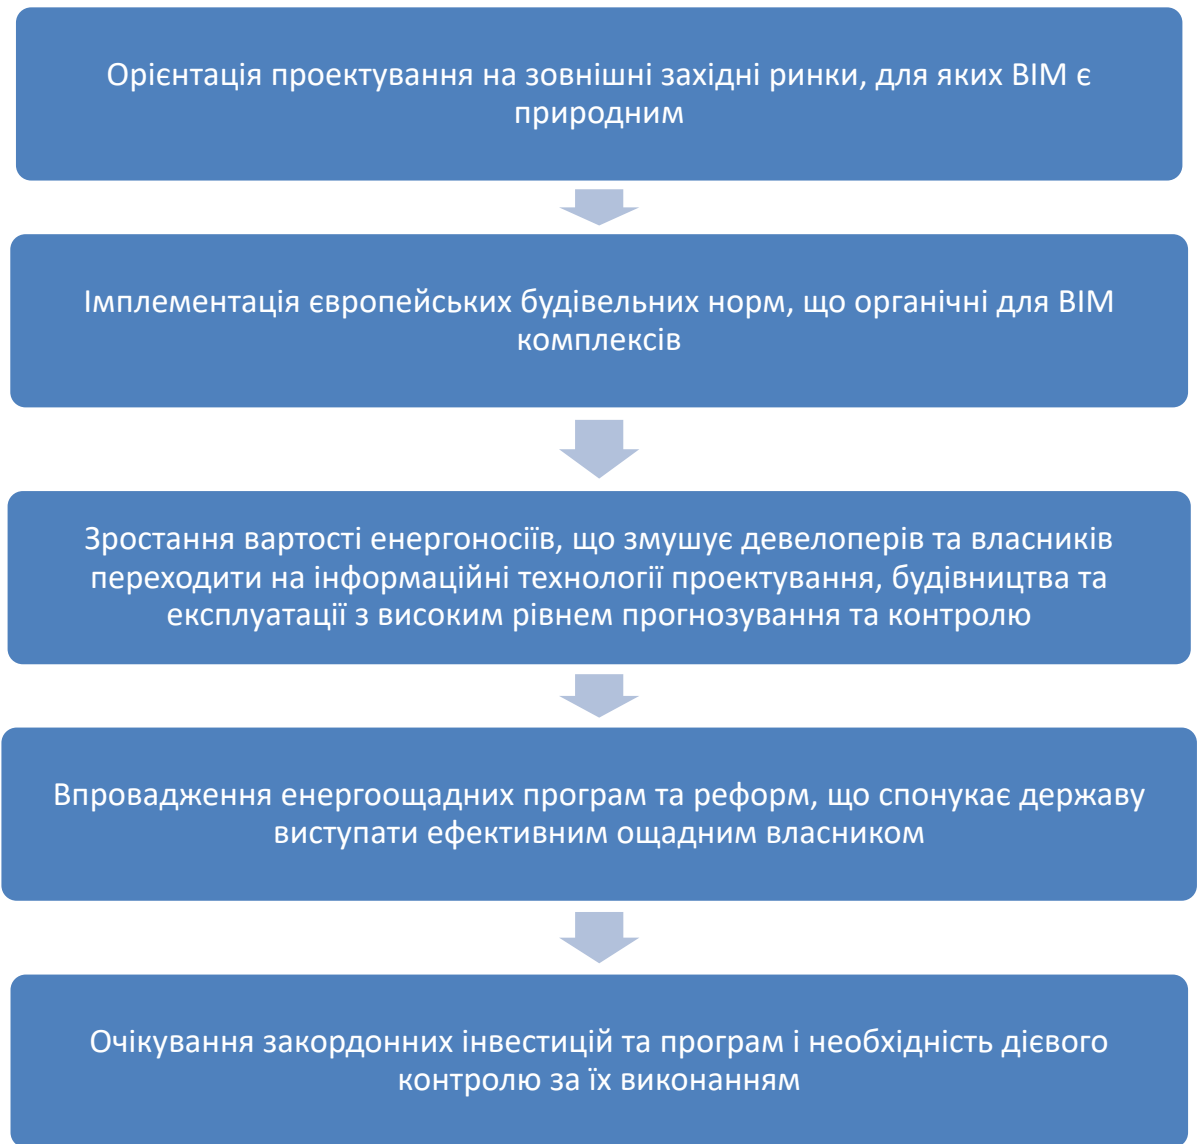 Орієнтація проектування на зовнішні західні ринки, для яких BIM є
природним
Імплементація європейських будівельних норм, що органічні для BIM
комплексів
Зростання вартості енергоносіїв, що змушує девелоперів та власників
переходити на інформаційні технології проектування, будівництва та
експлуатації з високим рівнем прогнозування та контролю
Впровадження енергоощадних програм та реформ, що спонукає державу
виступати ефективним ощадним власником
Очікування закордонних інвестицій та програм і необхідність дієвого
контролю за їх виконанням